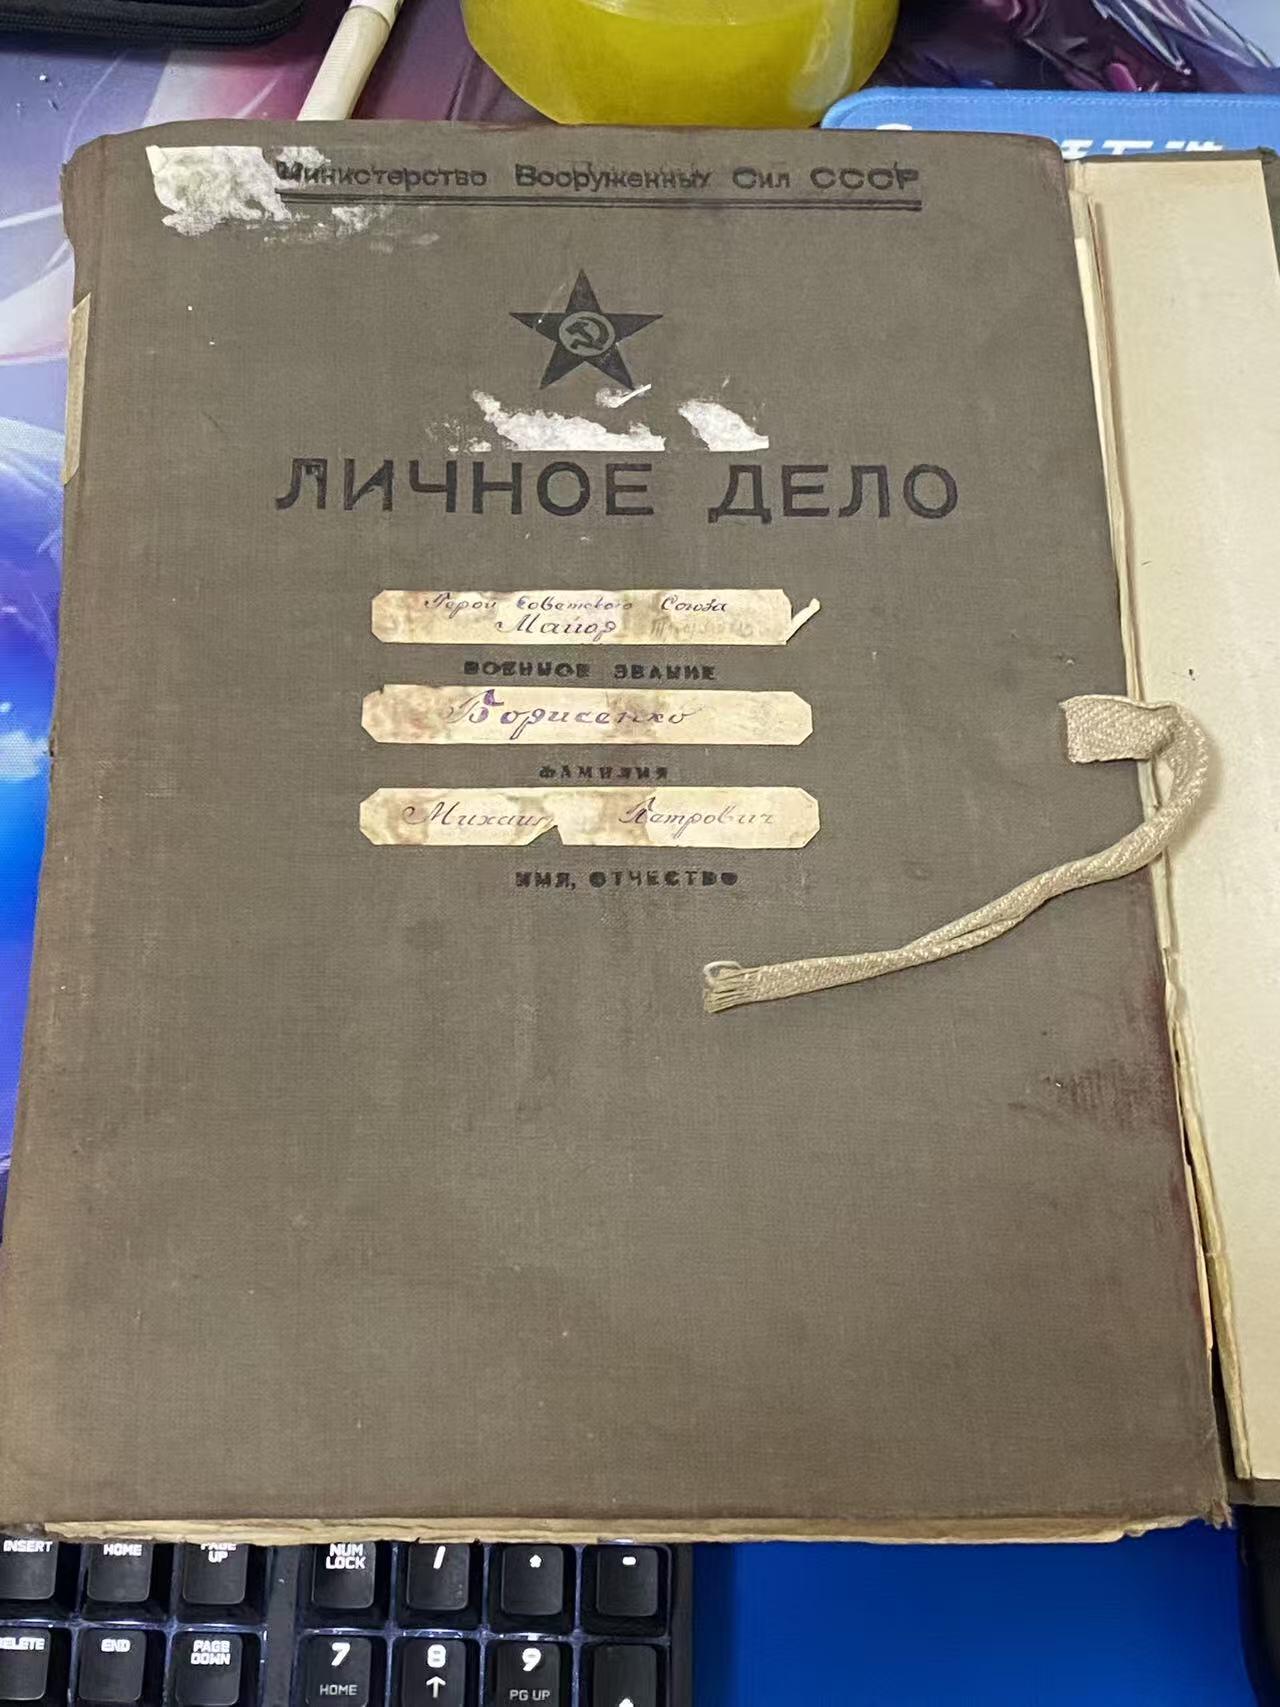 Министерство Вооруженных Сил СССР
ЛИЧНОЕ ДЕЛО
Герой Советского Союза
Майор
ВОЕННОЕ ЗВАНИЕ
Борисенко
ФАМИЛИЯ
Михаил Петрович
ИМЯ, ОТЧЕСТВО
INSERT HOME PAGE UP NUM LOCK / * -
DELETE END PAGE DOWN 7 HOME 8 ↑ 9 PG UP